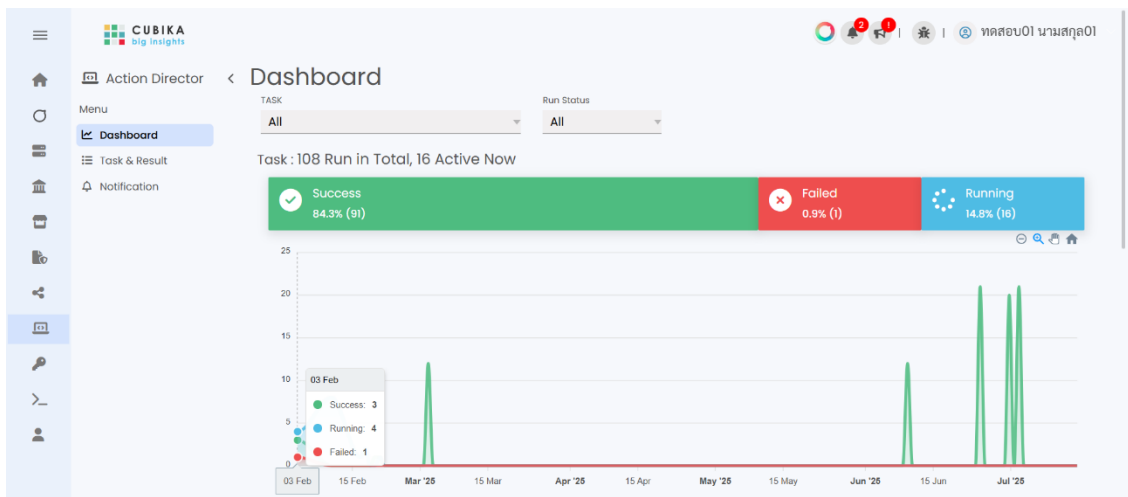 CUBIKA
big insights
2
!
ทดสอบ01 นามสกุล01
Action Director
Menu
Dashboard
Task & Result
Notification
Dashboard
TASK
Run Status
All
All
Task : 108 Run in Total, 16 Active Now
Success
84.3% (91)
Failed
0.9% (1)
Running
14.8% (16)
25
20
15
10
5
0
03 Feb
Success: 3
Running: 4
Failed: 1
03 Feb
15 Feb
Mar '25
15 Mar
Apr '25
15 Apr
May '25
15 May
Jun '25
15 Jun
Jul '25